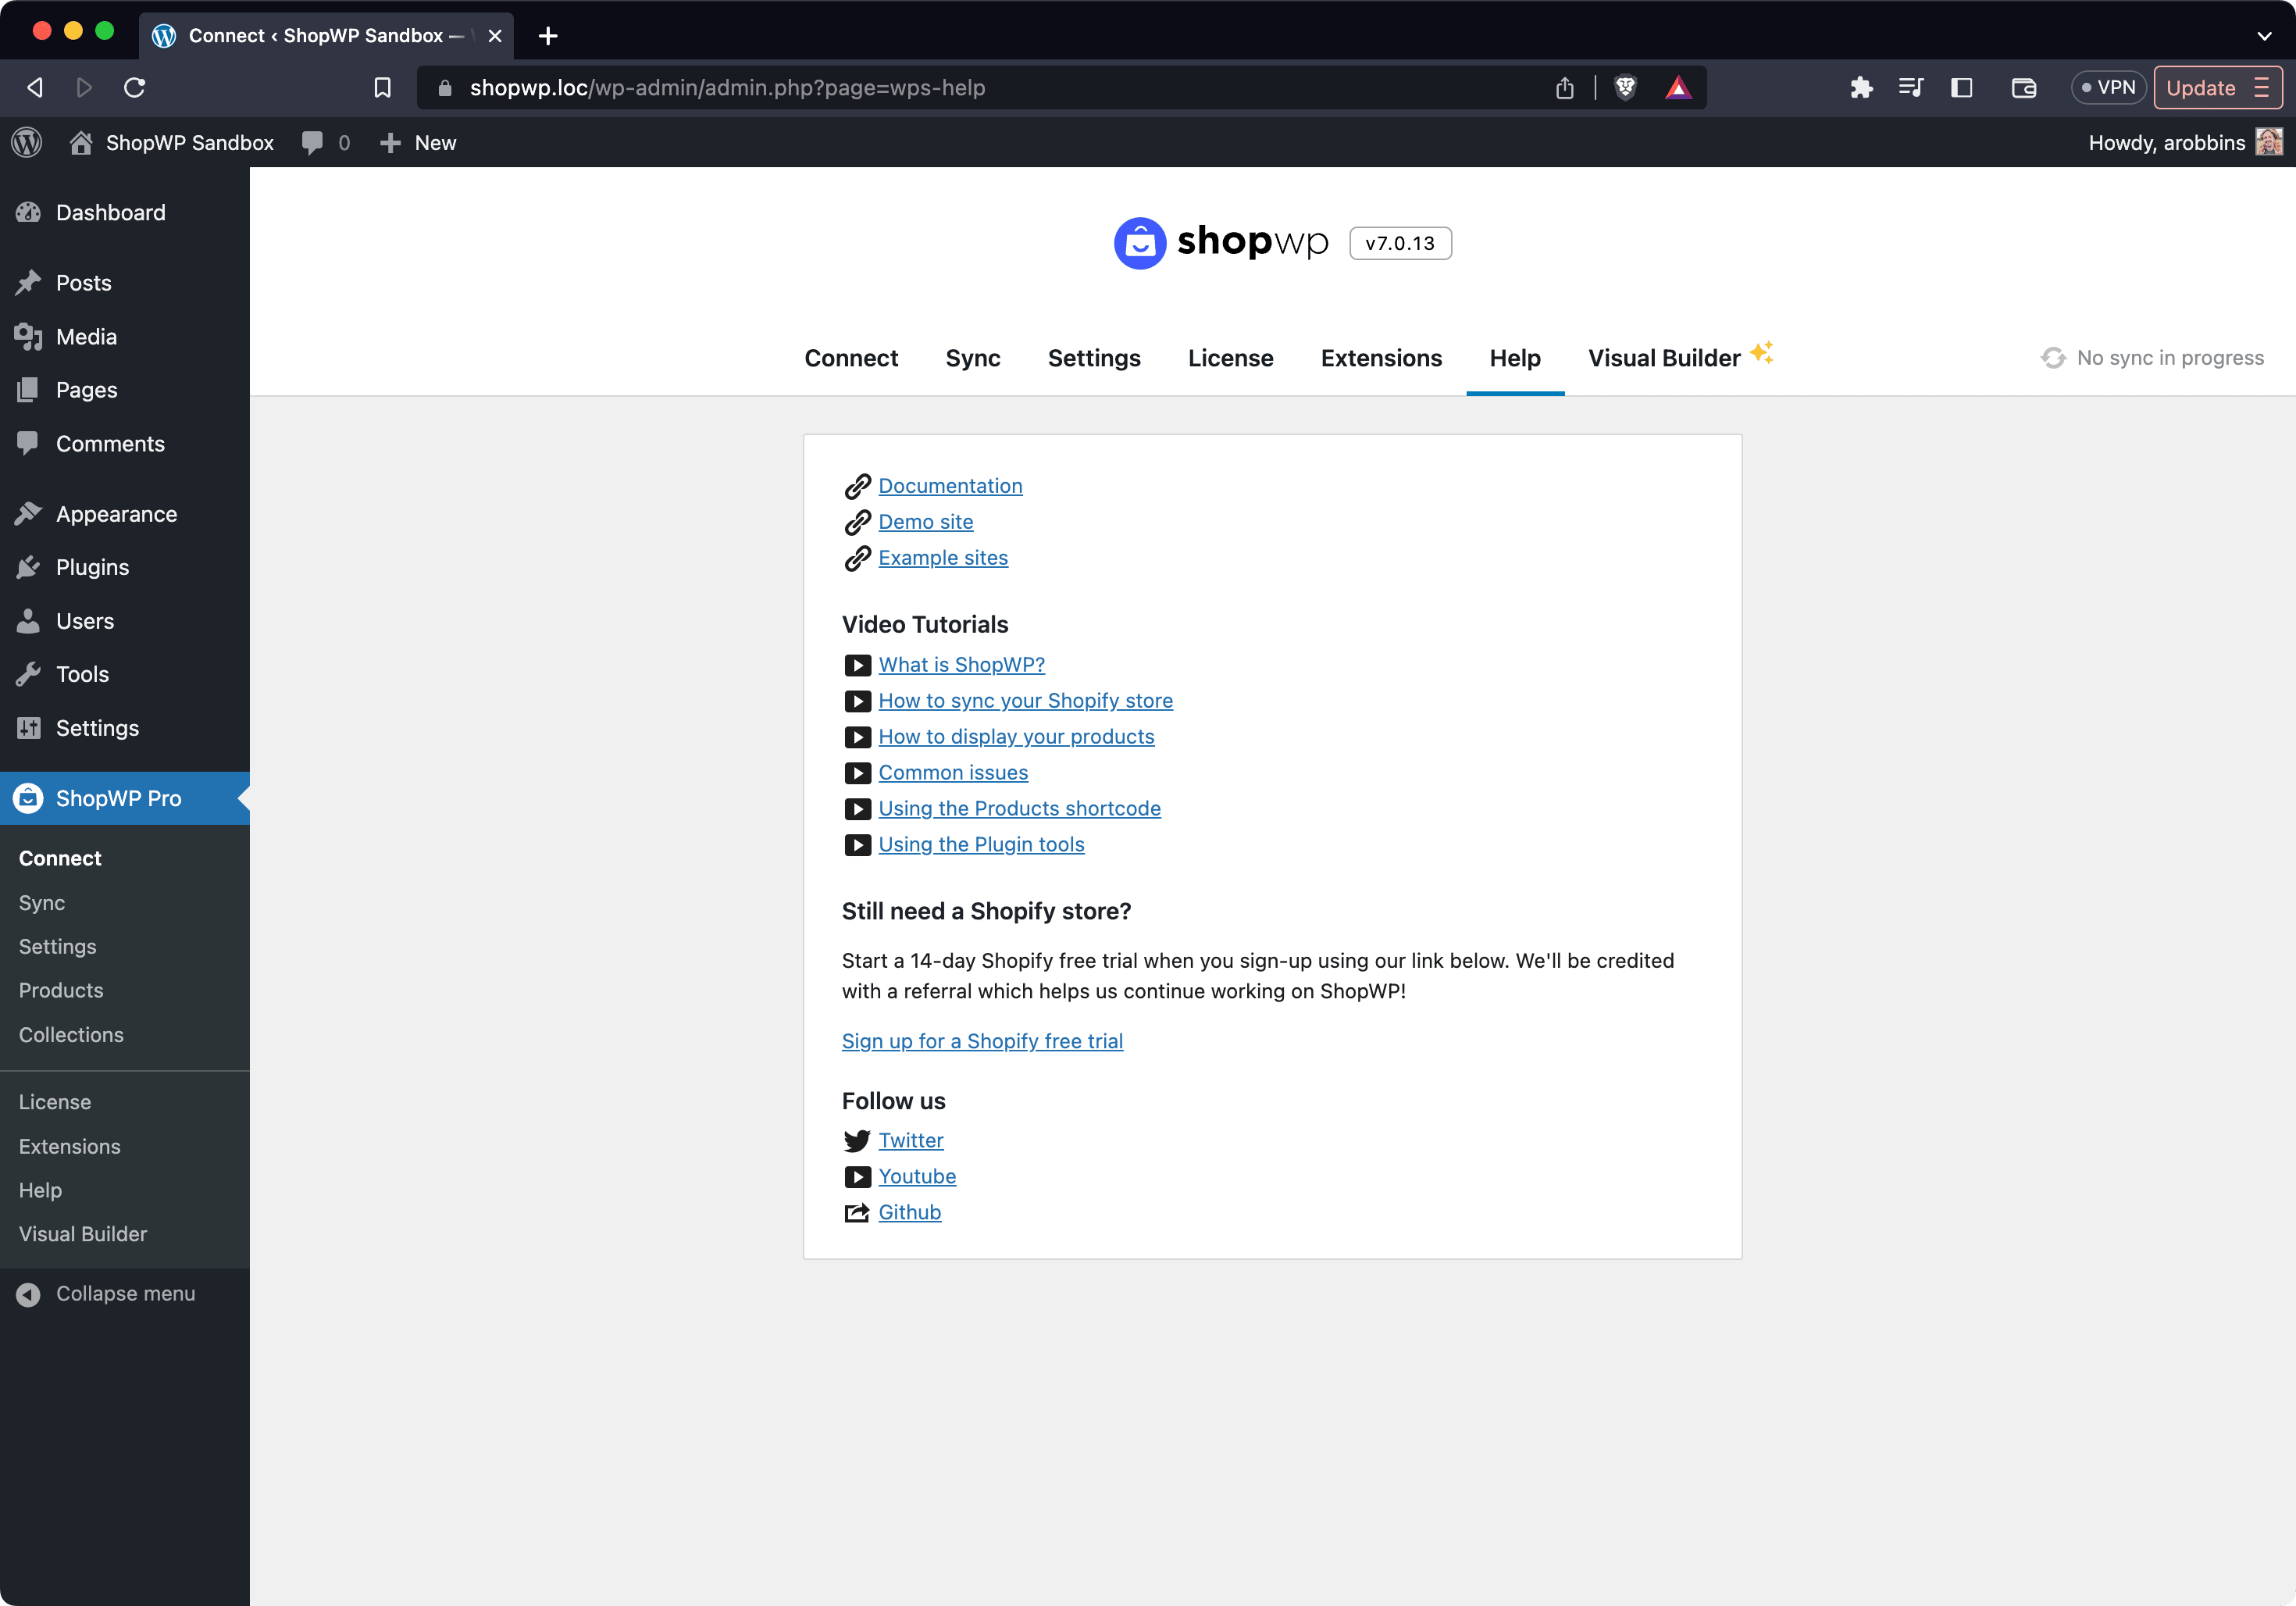 Connect ‹ ShopWP Sandbox —
shopwp.loc/wp-admin/admin.php?page=wps-help
VPN
Update
ShopWP Sandbox
0
New
Howdy, arobbins
Dashboard
Posts
Media
Pages
Comments
Appearance
Plugins
Users
Tools
Settings
ShopWP Pro
Connect
Sync
Settings
Products
Collections
License
Extensions
Help
Visual Builder
Collapse menu
shopwp v7.0.13
Connect Sync Settings License Extensions Help Visual Builder
No sync in progress
Documentation
Demo site
Example sites
Video Tutorials
What is ShopWP?
How to sync your Shopify store
How to display your products
Common issues
Using the Products shortcode
Using the Plugin tools
Still need a Shopify store?
Start a 14-day Shopify free trial when you sign-up using our link below. We'll be credited
with a referral which helps us continue working on ShopWP!
Sign up for a Shopify free trial
Follow us
Twitter
Youtube
Github